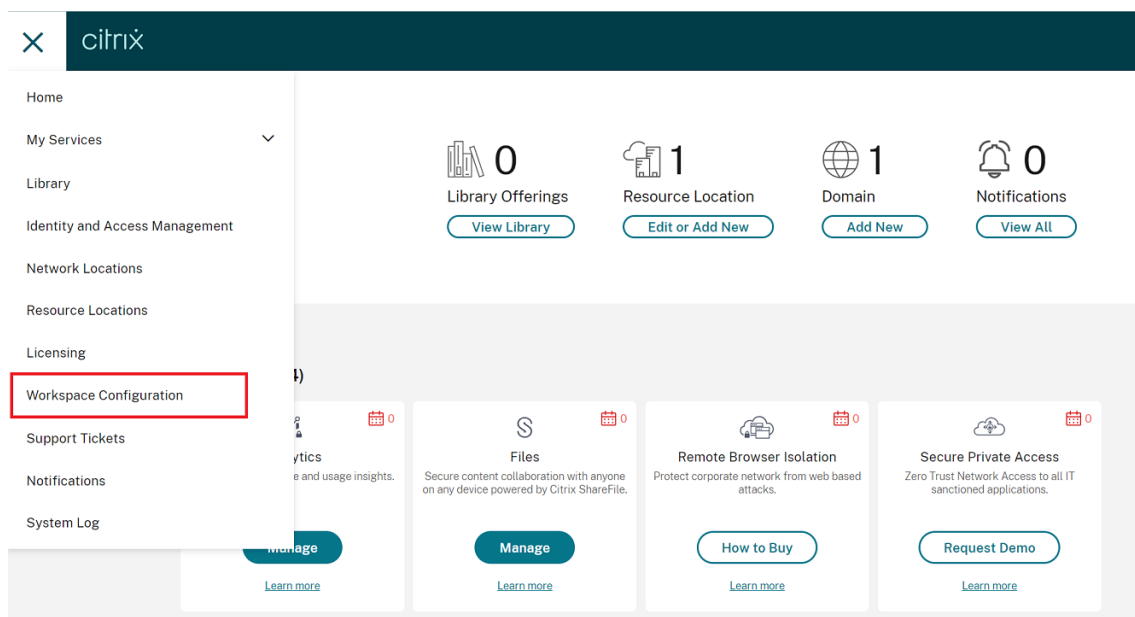 citrix
Home
My Services
Library
Identity and Access Management
Network Locations
Resource Locations
Licensing
Workspace Configuration
Support Tickets
Notifications
System Log
0
Library Offerings
View Library
1
Resource Location
Edit or Add New
1
Domain
Add New
0
Notifications
View All
4)
0
ytics
e and usage insights.
Manage
Learn more
0
Files
Secure content collaboration with anyone
on any device powered by Citrix ShareFile.
Manage
Learn more
0
Remote Browser Isolation
Protect corporate network from web based
attacks.
How to Buy
Learn more
0
Secure Private Access
Zero Trust Network Access to all IT
sanctioned applications.
Request Demo
Learn more